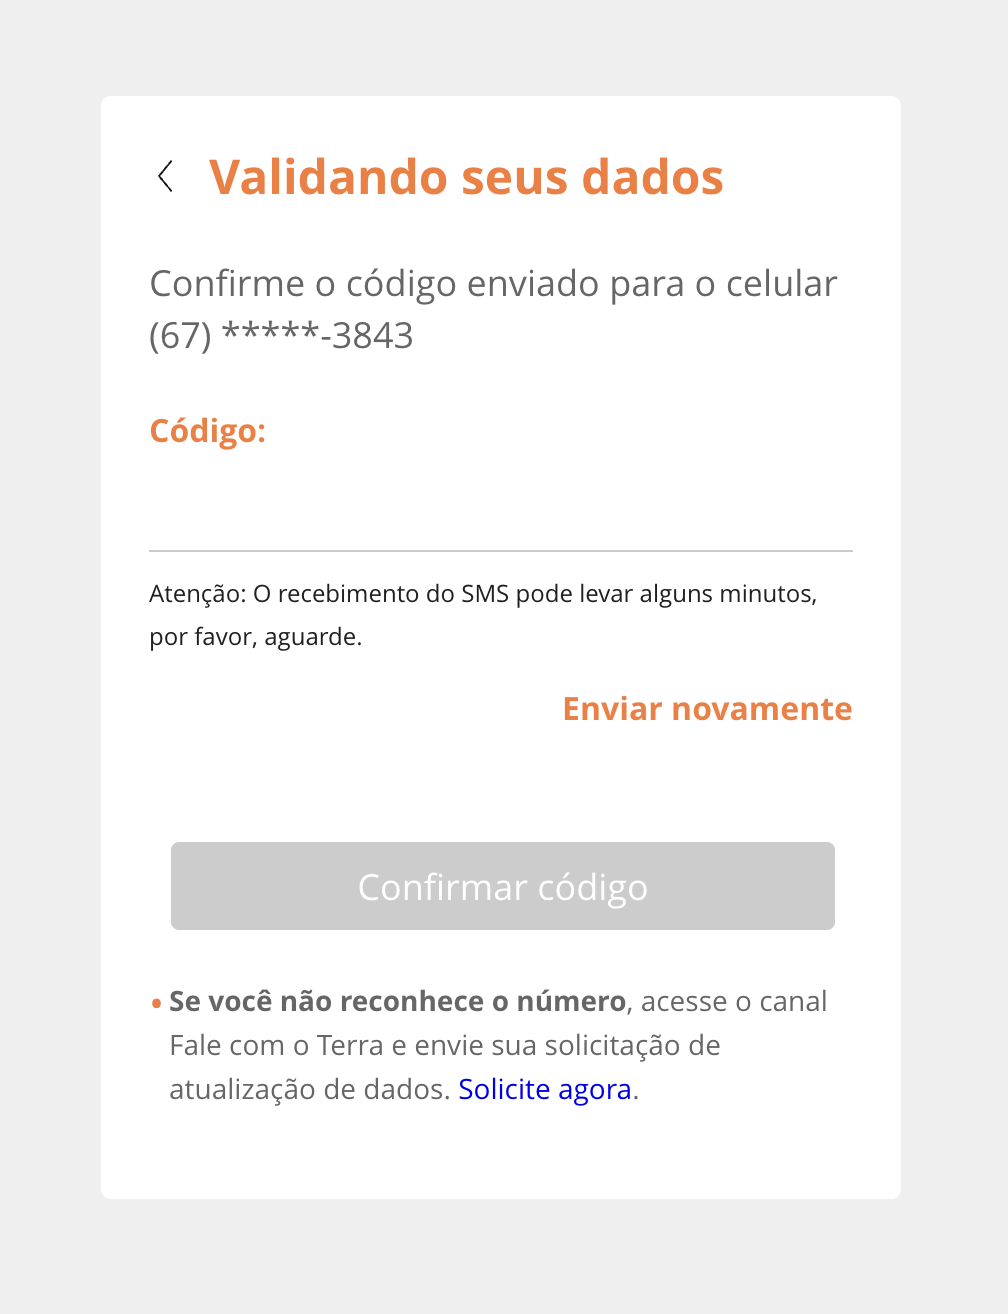 Validando seus dados
Confirme o código enviado para o celular
(67) *****-3843
Código:
Atenção: O recebimento do SMS pode levar alguns minutos,
por favor, aguarde.
Enviar novamente
Confirmar código
• Se você não reconhece o número, acesse o canal
Fale com o Terra e envie sua solicitação de
atualização de dados. Solicite agora.